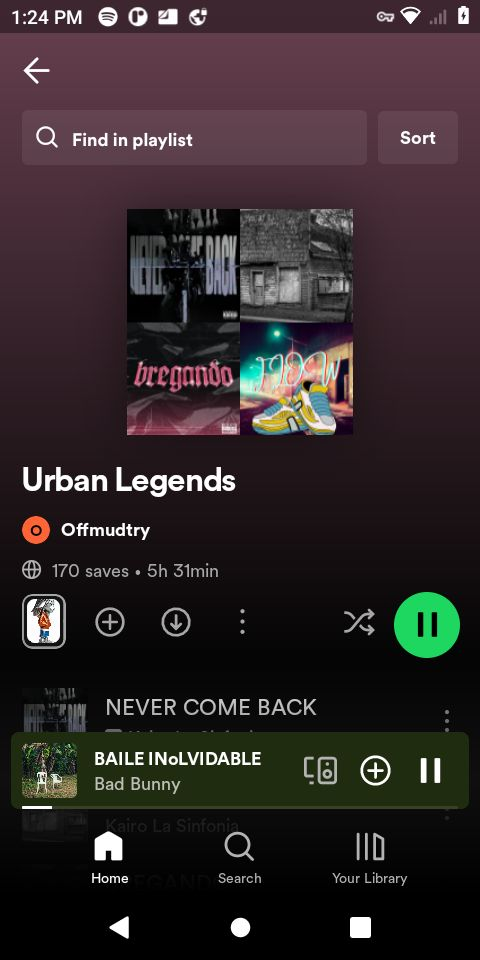 1:24 PM
Find in playlist
Sort
NEVER COME BACK
bregando
FLOW
Urban Legends
O Offmudtry
170 saves • 5h 31min
NEVER COME BACK
BAILE INoLVIDABLE
Bad Bunny
Kairo La Sinfonia
Home
Search
Your Library